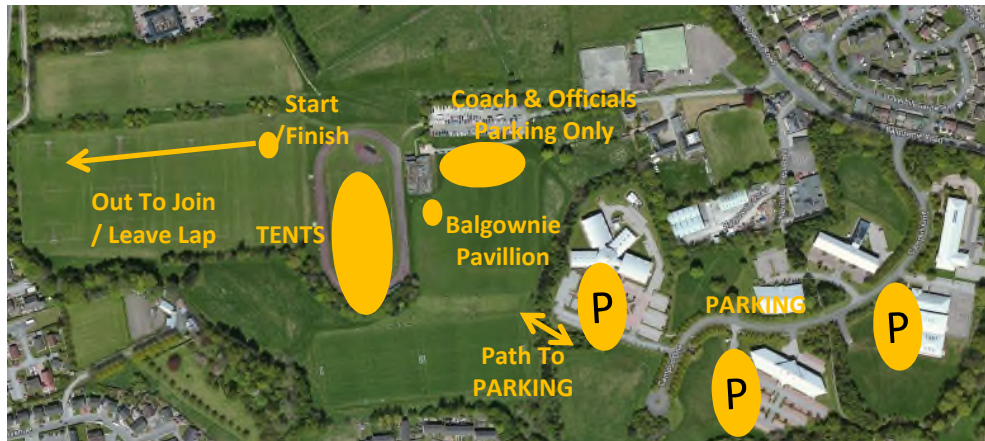 Start
/Finish
Coach & Officials
Parking Only
Out To Join
/ Leave Lap
TENTS
Balgownie
Pavillion
PARKING
P
P
P
Path To
PARKING